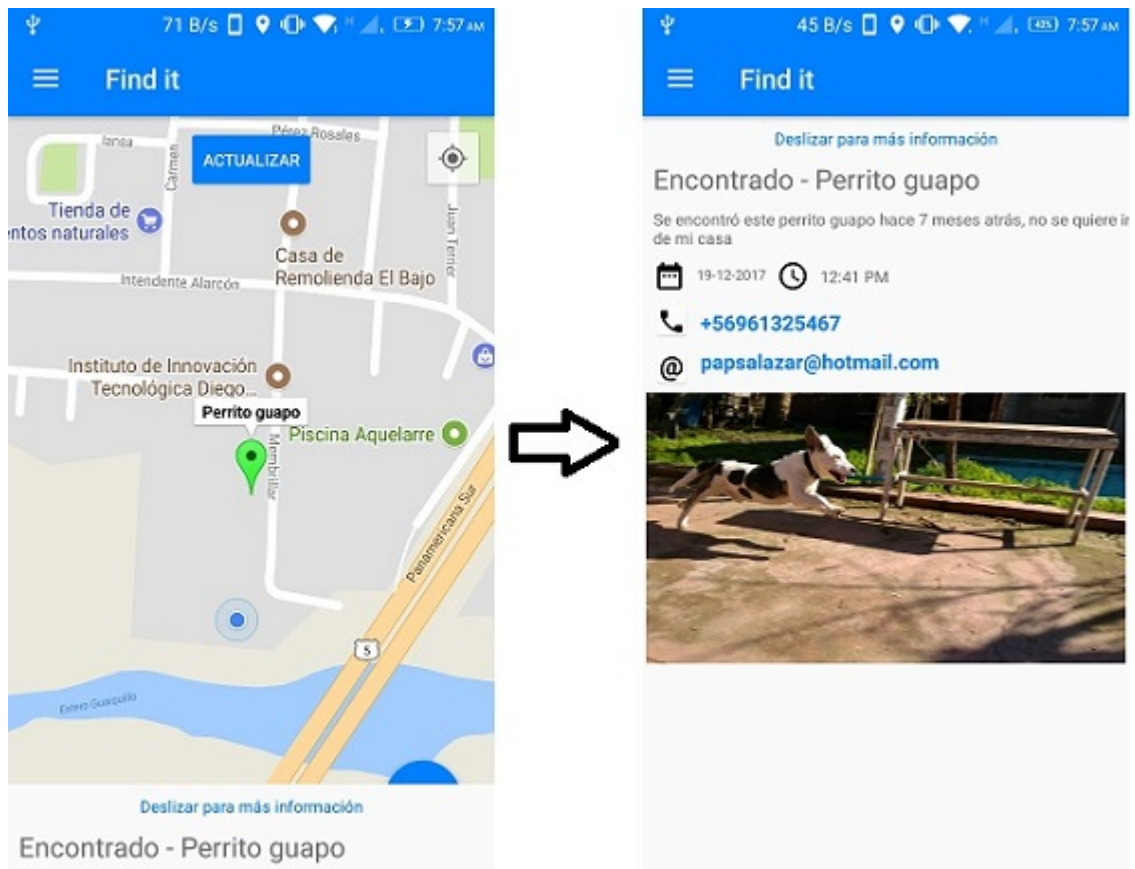 71 B/s H 7:57 AM
Find it
Iansa
Carmen
Pérez Rosales
ACTUALIZAR
Juan Terrier
Tienda de
ntos naturales
Casa de
Remolienda El Bajo
Intendente Alarcón
Instituto de Innovación
Tecnológica Diego...
Perrito guapo
Piscina Aquelarre
Membrillar
Panamericana Sur
5
Estero Guaiquillo
Deslizar para más información
Encontrado - Perrito guapo
45 B/s H 42% 7:57 AM
Find it
Deslizar para más información
Encontrado - Perrito guapo
Se encontró este perrito guapo hace 7 meses atrás, no se quiere ir
de mi casa
19-12-2017 12:41 PM
+56961325467
@ papsalazar@hotmail.com